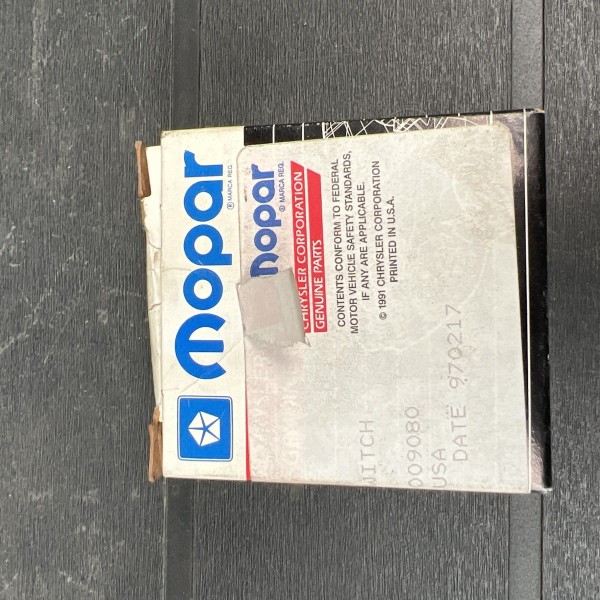 mopar
® MARCA REG.
mopar
® MARCA REG.
CHRYSLER CORPORATION
GENUINE PARTS
CONTENTS CONFORM TO FEDERAL
MOTOR VEHICLE SAFETY STANDARDS,
IF ANY ARE APPLICABLE.
© 1991 CHRYSLER CORPORATION
PRINTED IN U.S.A.
WITCH
009080
USA
DATE 970217